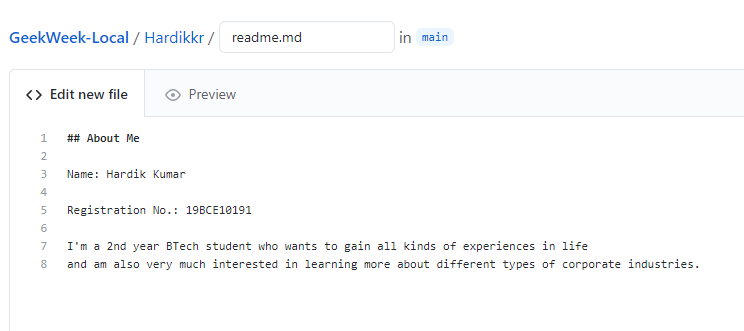 GeekWeek-Local / Hardikkr / readme.md in main
<> Edit new file Preview
1 ## About Me
2
3 Name: Hardik Kumar
4
5 Registration No.: 19BCE10191
6
7 I'm a 2nd year BTech student who wants to gain all kinds of experiences in life
8 and am also very much interested in learning more about different types of corporate industries.